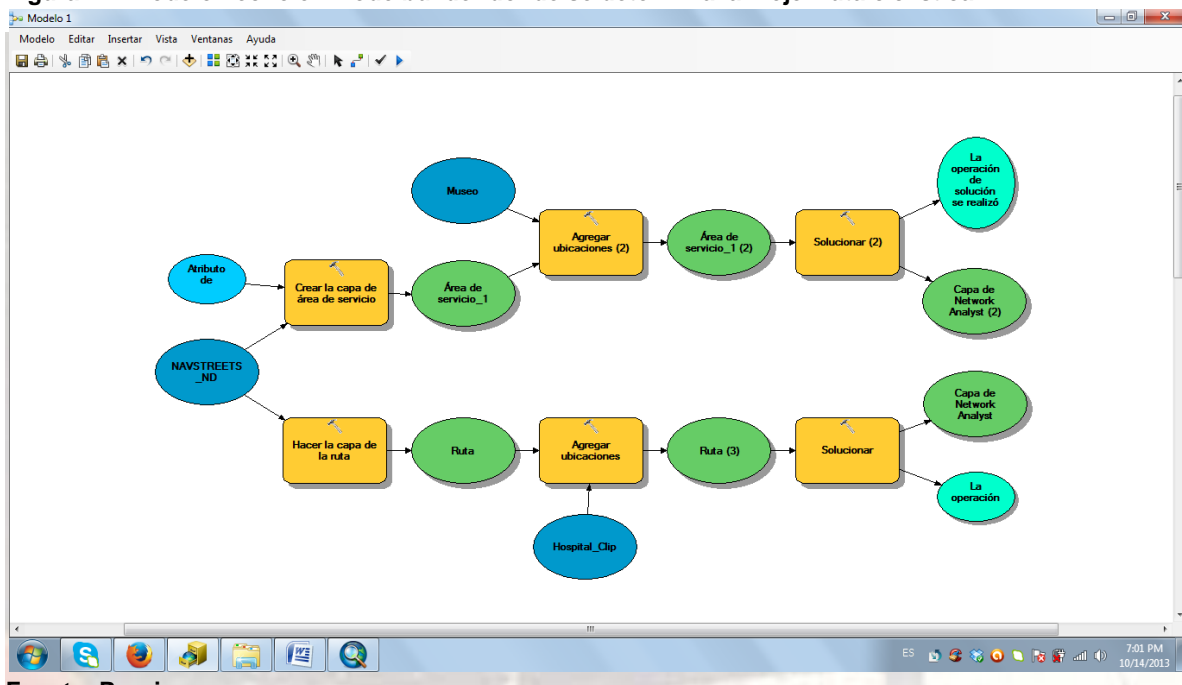 Modelo 1
Modelo Editar Insertar Vista Ventanas Ayuda
Museo
La
operación
de
solución
se realizó
Agregar
ubicaciones (2)
Área de
servicio_1 (2)
Solucionar (2)
Atributo
de
Crear la capa de
área de servicio
Área de
servicio_1
Capa de
Network
Analyst (2)
NAVSTREETS
_ND
Capa de
Network
Analyst
Hacer la capa de
la ruta
Ruta
Agregar
ubicaciones
Ruta (3)
Solucionar
La
operación
Hospital_Clip
ES
7:01 PM
10/14/2013